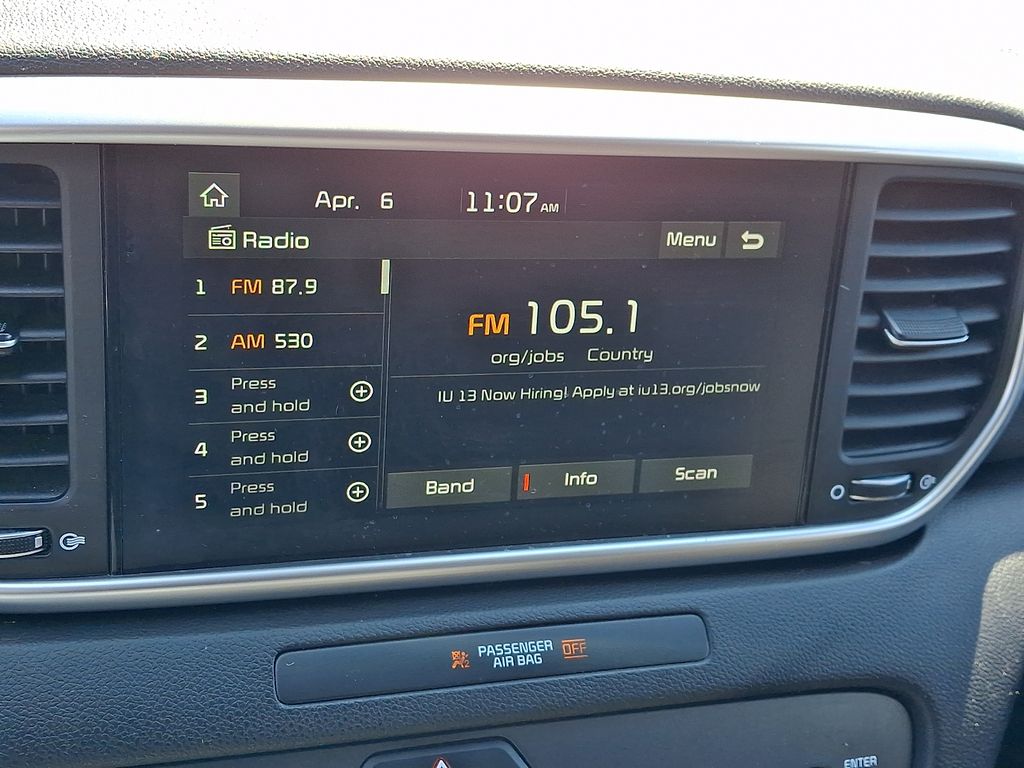 Apr. 6 11:07 AM
Radio Menu
1 FM 87.9
2 AM 530
3 Press and hold
4 Press and hold
5 Press and hold
FM 105.1
org/jobs Country
IU 13 Now Hiring! Apply at iu13.org/jobsnow
Band Info Scan
2 PASSENGER AIR BAG OFF
ENTER